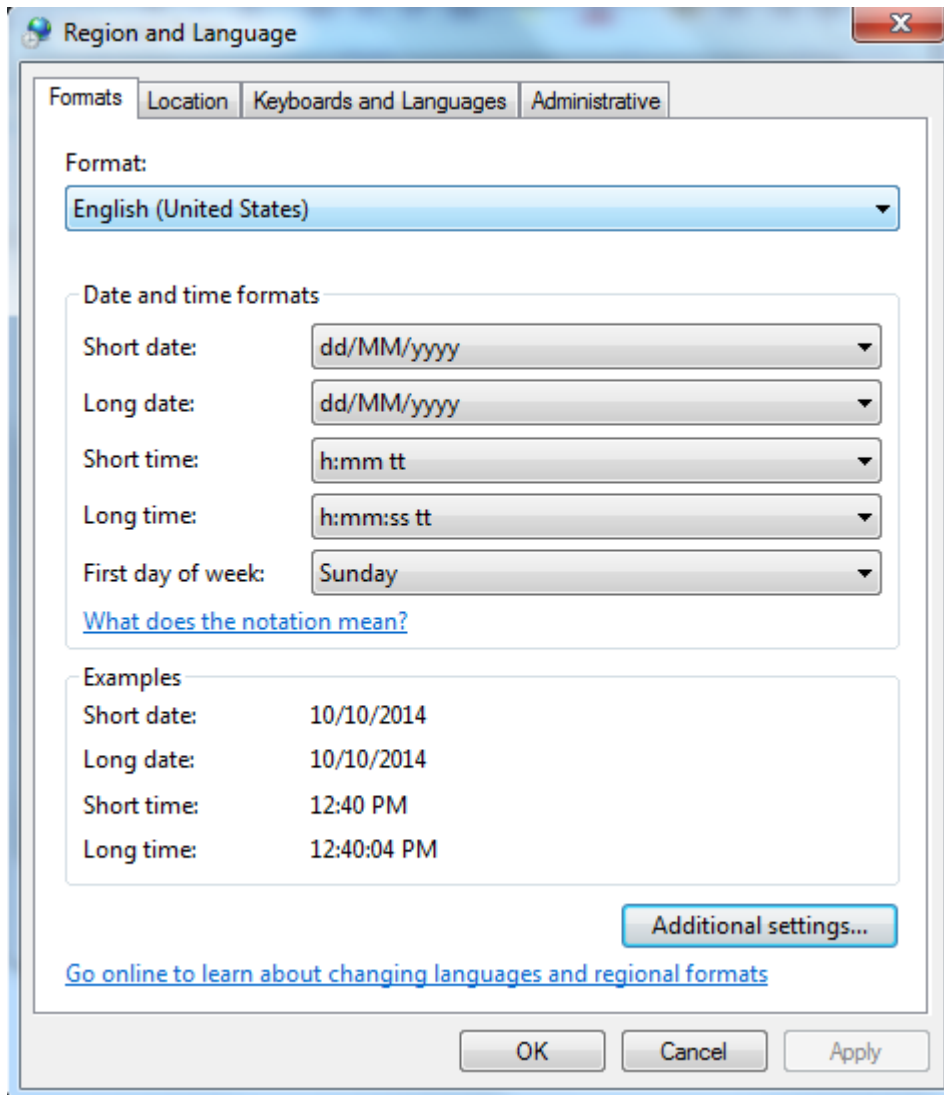 Region and Language
Formats Location Keyboards and Languages Administrative
Format:
English (United States)
Date and time formats
Short date: dd/MM/yyyy
Long date: dd/MM/yyyy
Short time: h:mm tt
Long time: h:mm:ss tt
First day of week: Sunday
What does the notation mean?
Examples
Short date: 10/10/2014
Long date: 10/10/2014
Short time: 12:40 PM
Long time: 12:40:04 PM
Additional settings...
Go online to learn about changing languages and regional formats
OK Cancel Apply